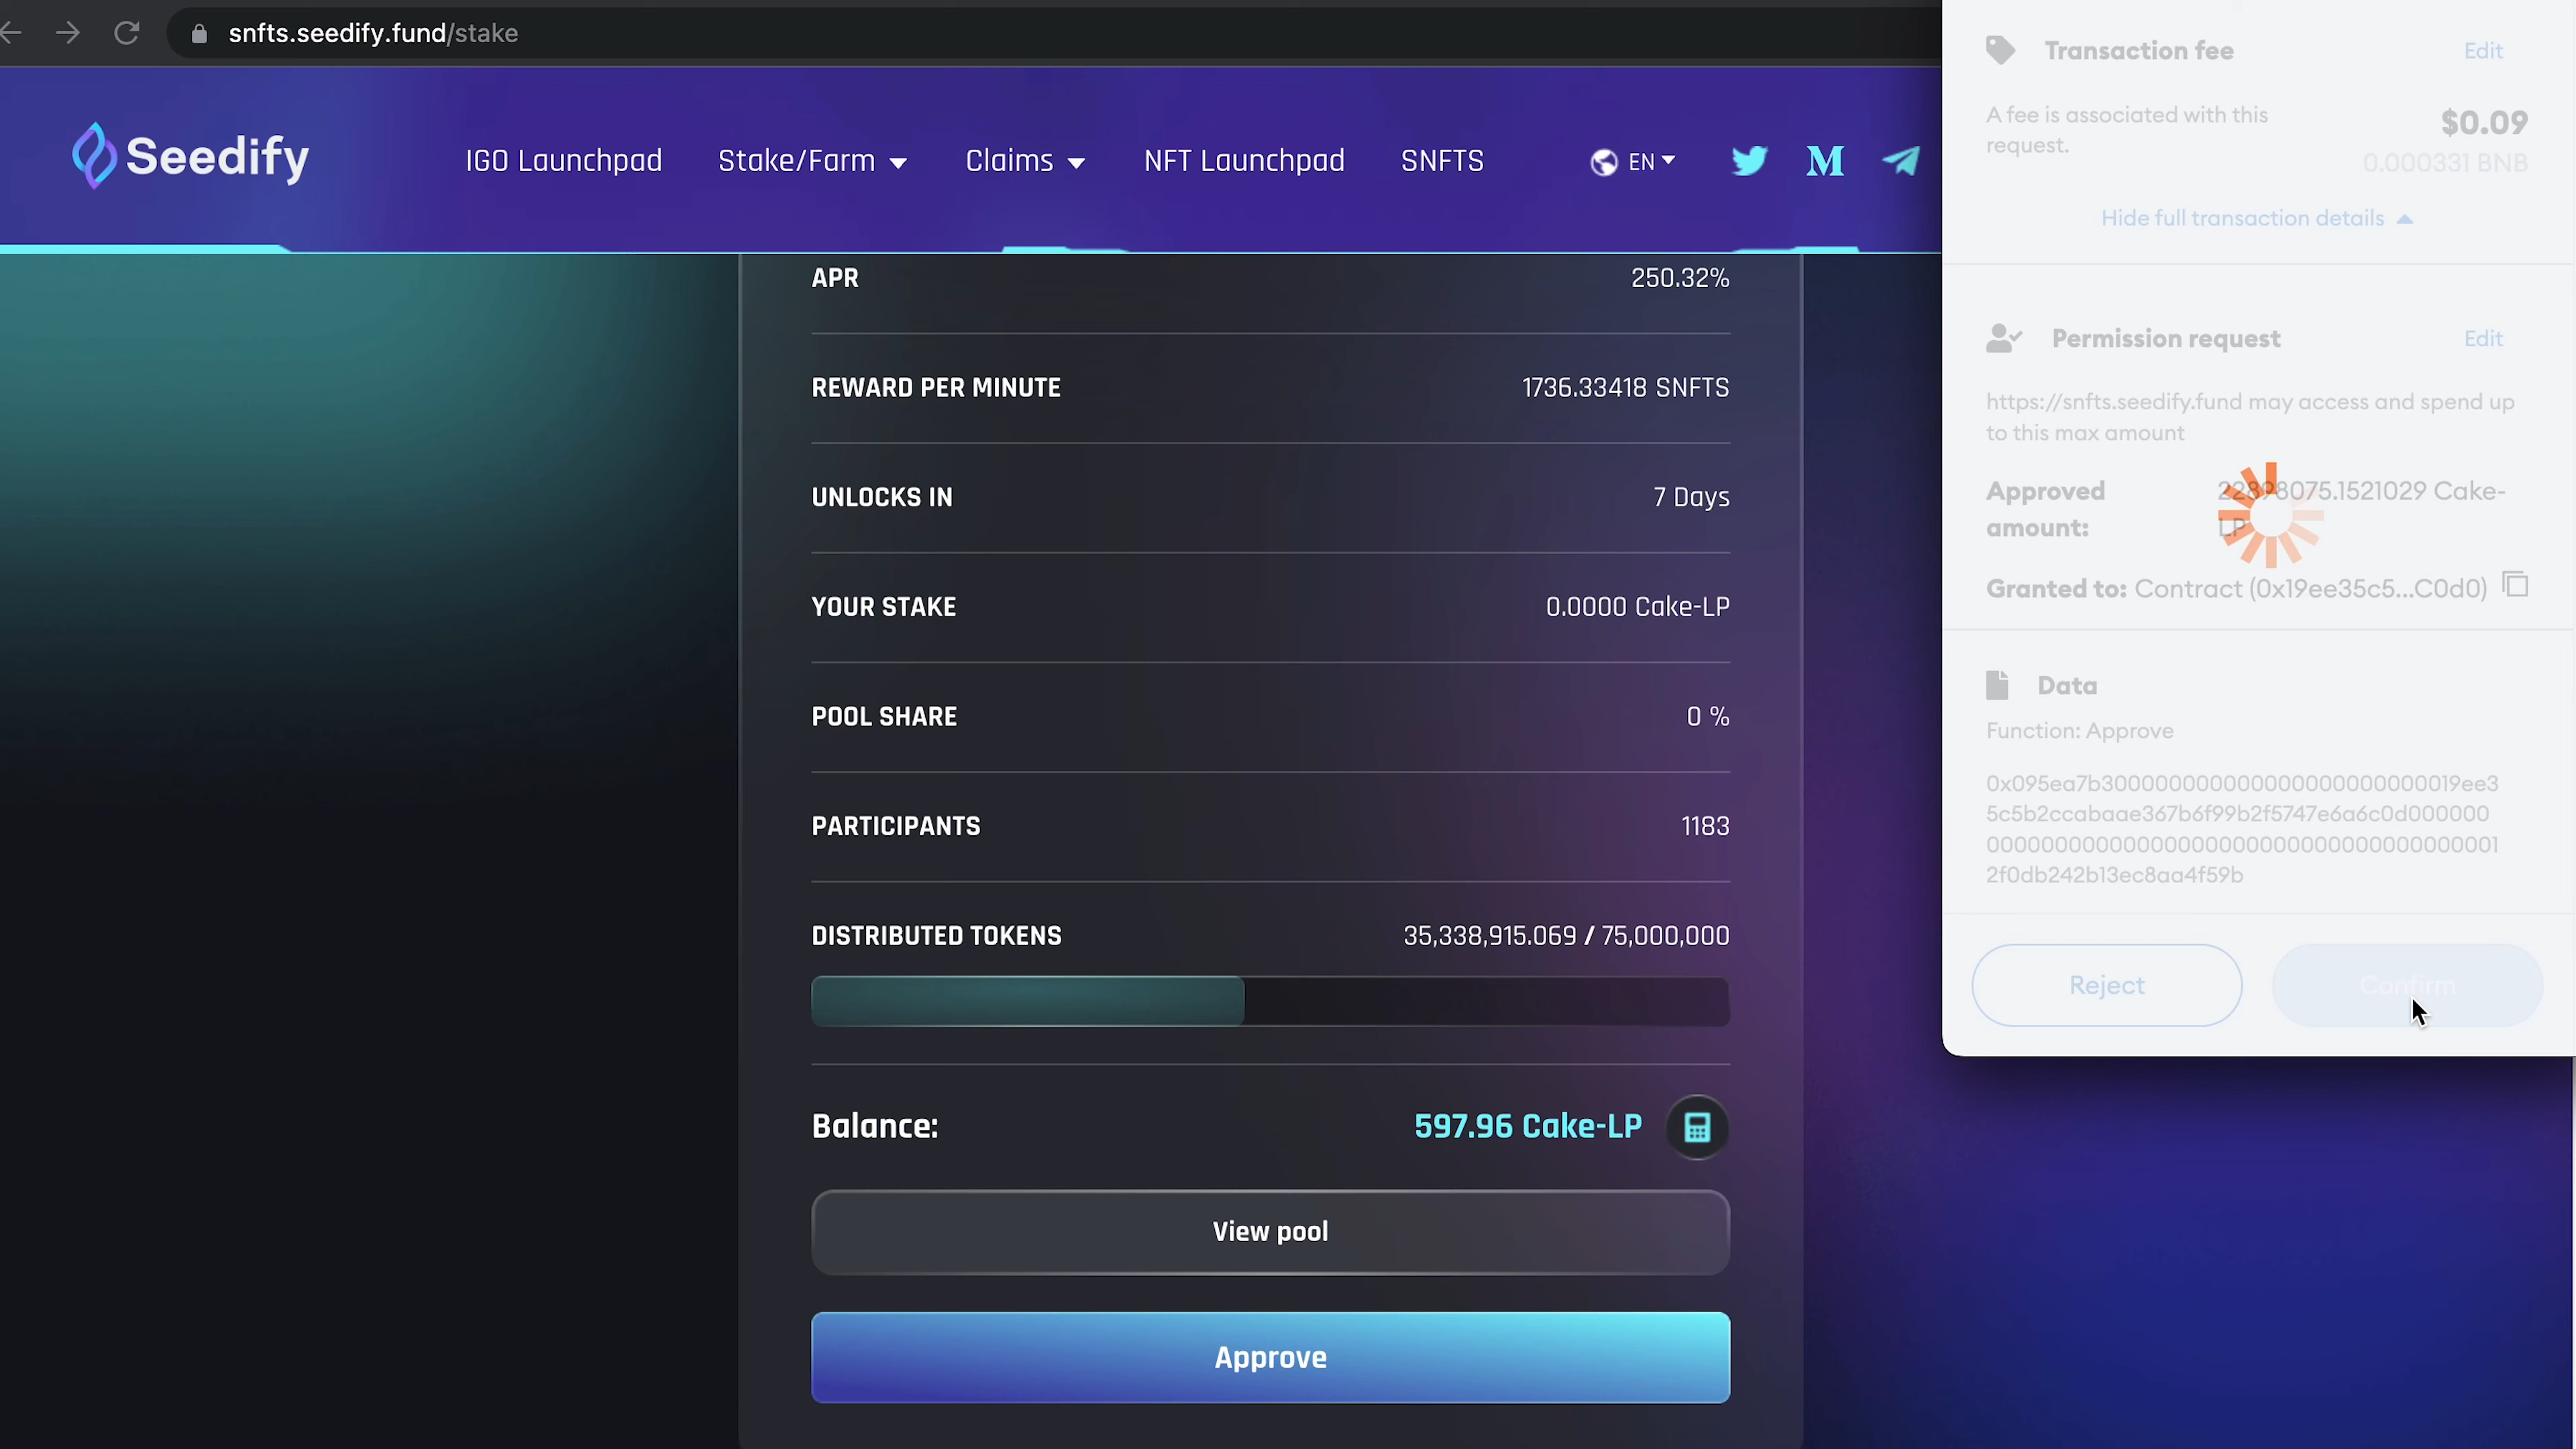 snfts.seedify.fund/stake
Seedify
IGO Launchpad
Stake/Farm
Claims
NFT Launchpad
SNFTS
EN
APR 250.32%
REWARD PER MINUTE 1736.33418 SNFTS
UNLOCKS IN 7 Days
YOUR STAKE 0.0000 Cake-LP
POOL SHARE 0 %
PARTICIPANTS 1183
DISTRIBUTED TOKENS 35,338,915.069 / 75,000,000
Balance: 597.96 Cake-LP
View pool
Approve
Transaction fee Edit
A fee is associated with this
request.
$0.09
0.000331 BNB
Hide full transaction details
Permission request Edit
https://snfts.seedify.fund may access and spend up
to this max amount
Approved
amount:
22898075.1521029 Cake-
LP
Granted to: Contract (0x19ee35c5...C0d0)
Data
Function: Approve
0x095ea7b300000000000000000000000019ee3
5c5b2ccabaae367b6f99b2f5747e6a6c0d000000
0000000000000000000000000000000000000001
2f0db242b13ec8aa4f59b
Reject
Confirm